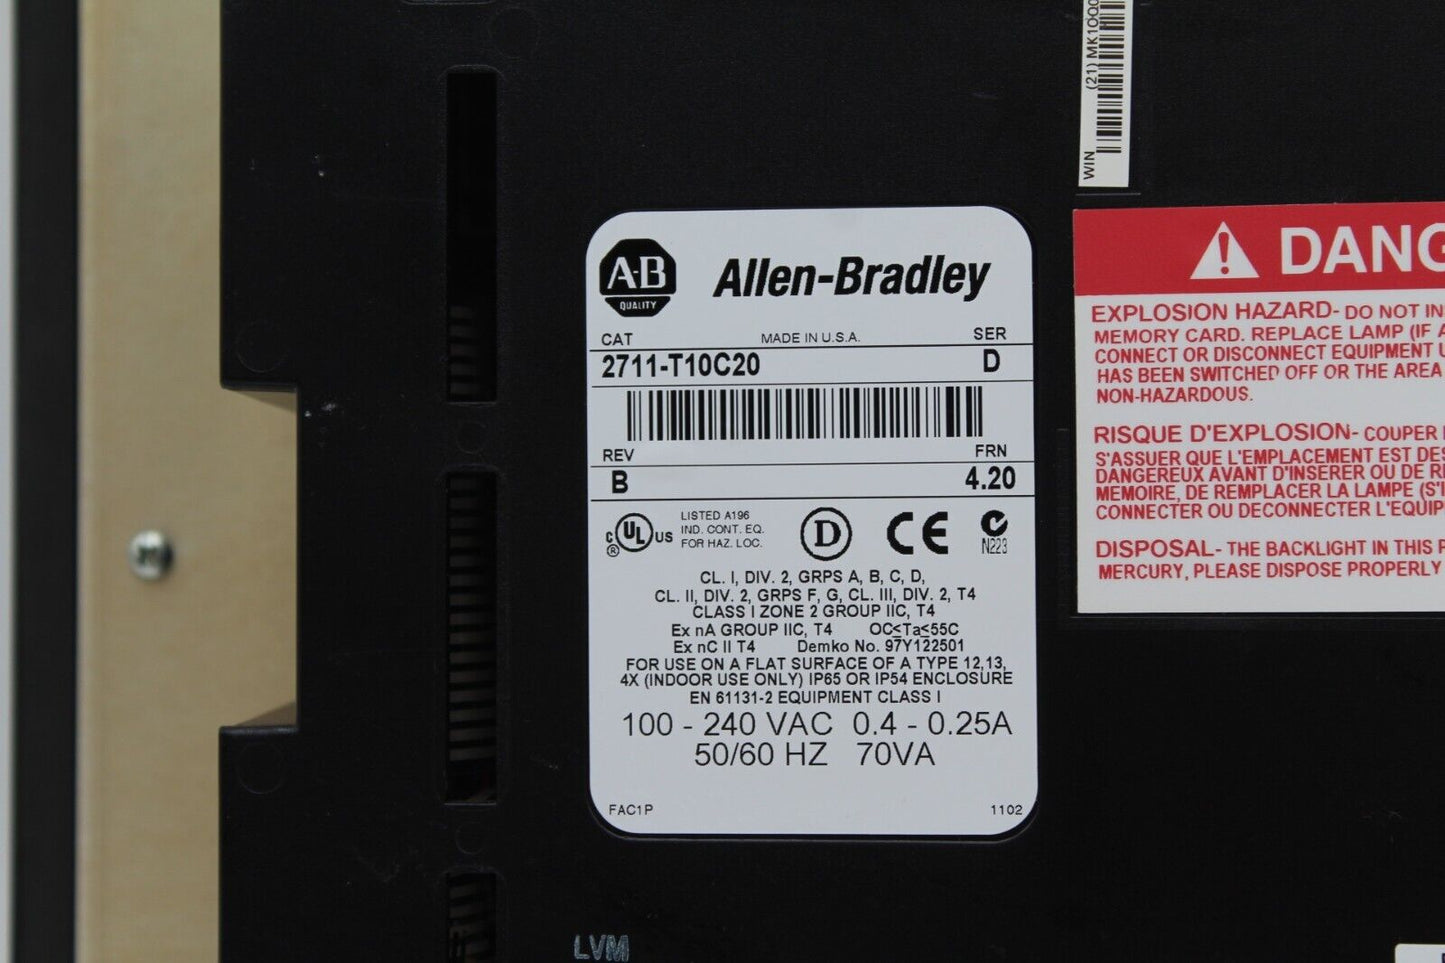 WIN (21) MK1000
A-B
QUALITY
Allen-Bradley
CAT MADE IN U.S.A. SER
2711-T10C20 D
REV FRN
B 4.20
C UL US ®
LISTED A196
IND. CONT. EQ.
FOR HAZ. LOC.
D
CE
N223
CL. I, DIV. 2, GRPS A, B, C, D,
CL. II, DIV. 2, GRPS F, G, CL. III, DIV. 2, T4
CLASS I ZONE 2 GROUP IIC, T4
Ex nA GROUP IIC, T4 OC≤Ta≤55C
Ex nC II T4 Demko No. 97Y122501
FOR USE ON A FLAT SURFACE OF A TYPE 12,13,
4X (INDOOR USE ONLY) IP65 OR IP54 ENCLOSURE
EN 61131-2 EQUIPMENT CLASS I
100 - 240 VAC 0.4 - 0.25A
50/60 HZ 70VA
FAC1P 1102
DANG
EXPLOSION HAZARD- DO NOT IN
MEMORY CARD. REPLACE LAMP (IF A
CONNECT OR DISCONNECT EQUIPMENT
HAS BEEN SWITCHED OFF OR THE AREA
NON-HAZARDOUS.
RISQUE D'EXPLOSION- COUPER
S'ASSUER QUE L'EMPLACEMENT EST DES
DANGEREUX AVANT D'INSERER OU DE RE
MEMOIRE, DE REMPLACER LA LAMPE (S'I
CONNECTER OU DECONNECTER L'EQUIP
DISPOSAL- THE BACKLIGHT IN THIS
MERCURY, PLEASE DISPOSE PROPERLY
LVM